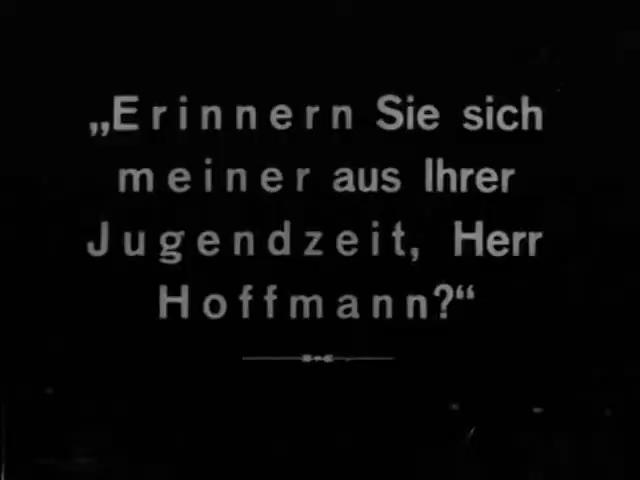 „Erinnern Sie sich
meiner aus Ihrer
Jugendzeit, Herr
Hoffmann?“